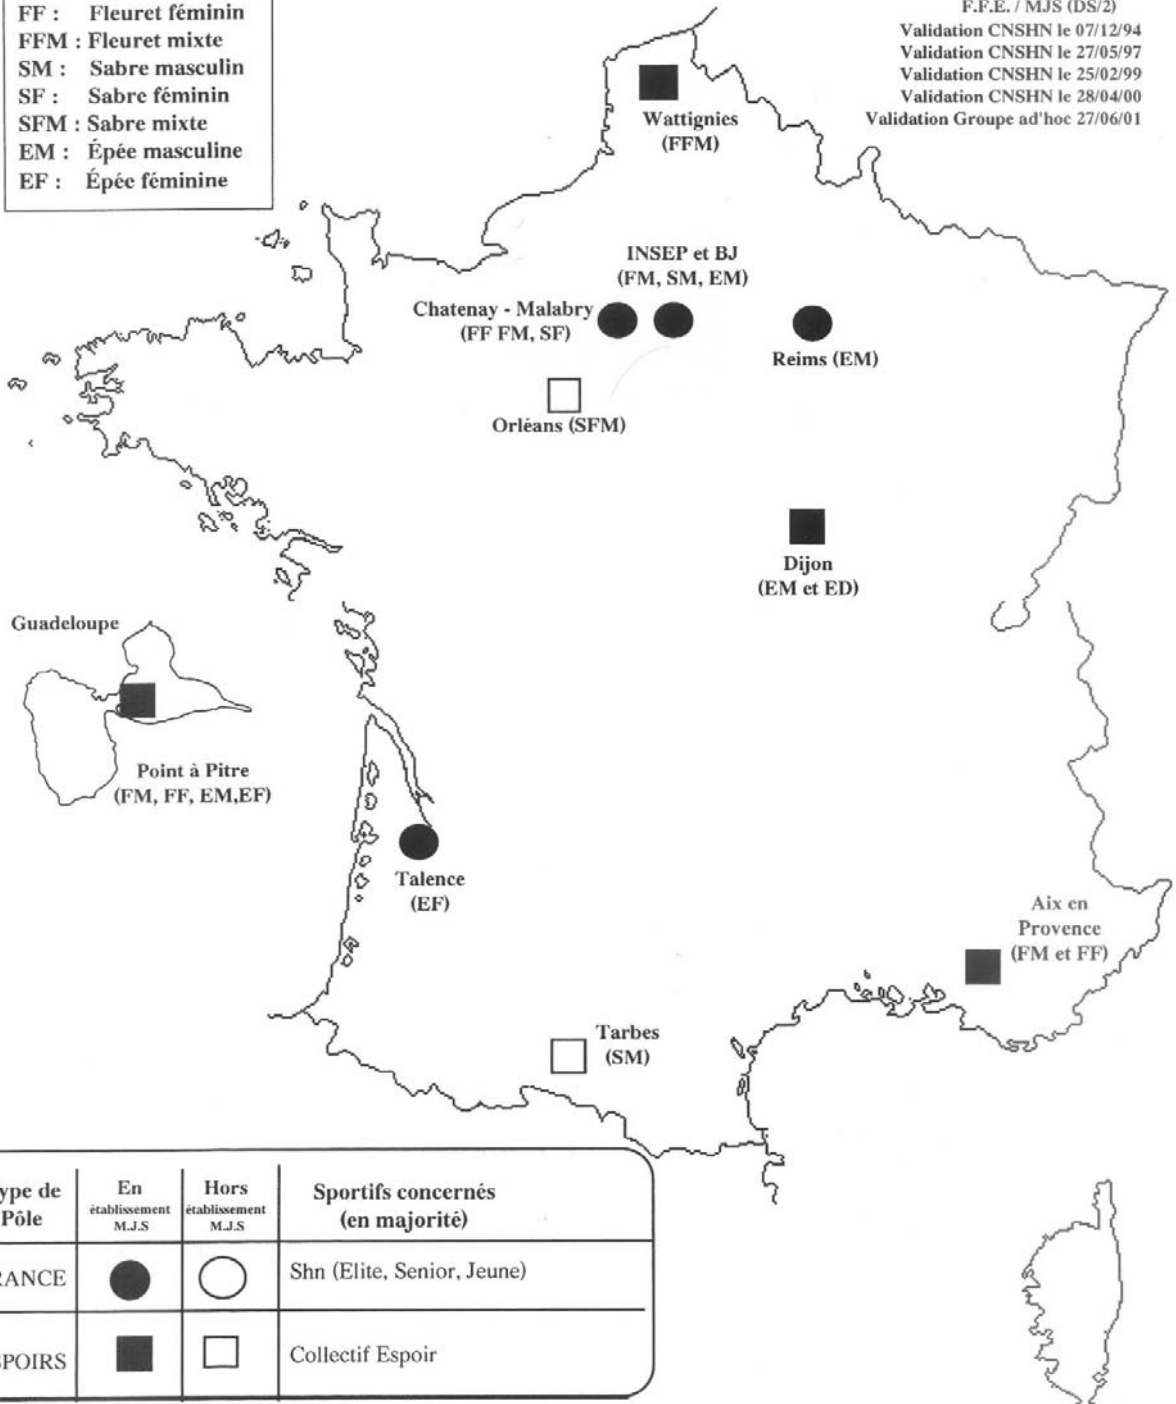 FF : Fleuret féminin
FFM : Fleuret mixte
SM : Sabre masculin
SF : Sabre féminin
SFM : Sabre mixte
EM : Épée masculine
EF : Épée féminine
F.F.E. / MJS (DS/2)
Validation CNSHN le 07/12/94
Validation CNSHN le 27/05/97
Validation CNSHN le 25/02/99
Validation CNSHN le 28/04/00
Validation Groupe ad'hoc 27/06/01
Wattignies
(FFM)
INSEP et BJ
(FM, SM, EM)
Chatenay - Malabry
(FF FM, SF)
Reims (EM)
Orléans (SFM)
Dijon
(EM et ED)
Guadeloupe
Point à Pitre
(FM, FF, EM,EF)
Talence
(EF)
Aix en
Provence
(FM et FF)
Tarbes
(SM)
ype de
Pôle
En
établissement
M.J.S
Hors
établissement
M.J.S
Sportifs concernés
(en majorité)
RANCE
Shn (Elite, Senior, Jeune)
SPOIRS
Collectif Espoir